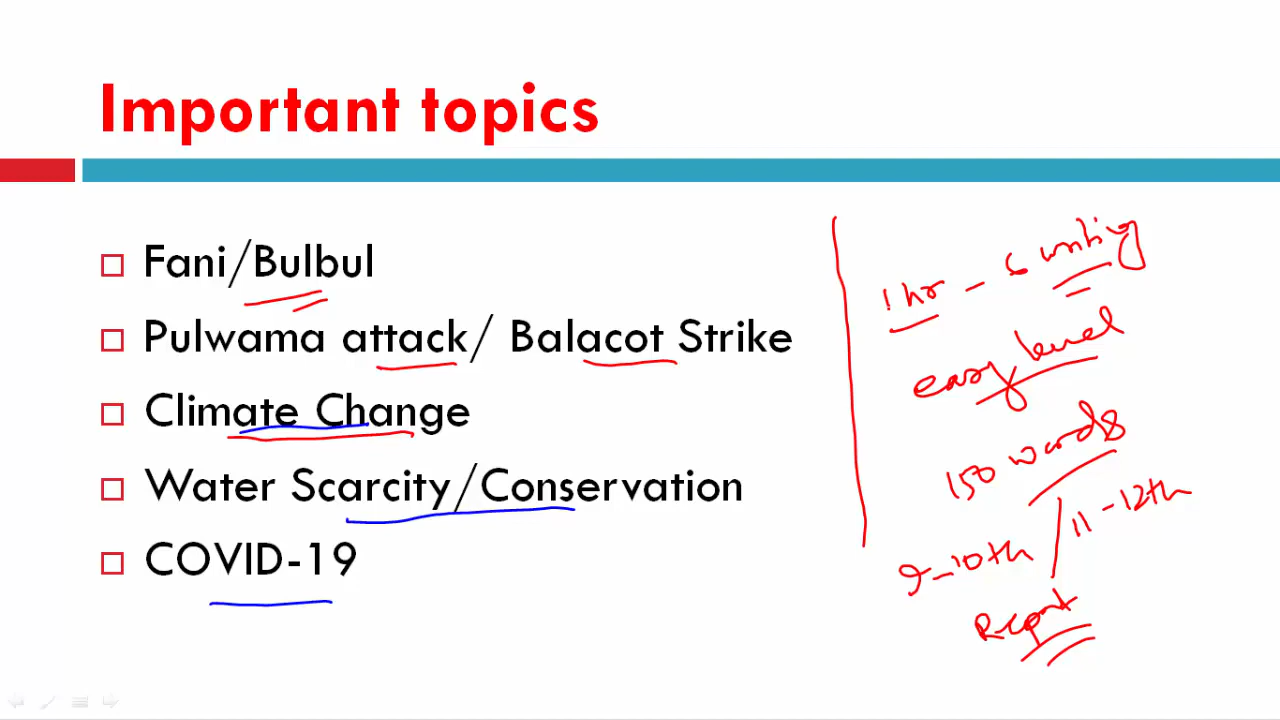 Important topics
Fani/Bulbul
Pulwama attack/ Balacot Strike
Climate Change
Water Scarcity/Conservation
COVID-19
1 hr - 6 writing
easy level
150 words
9-10th / 11-12th
Report